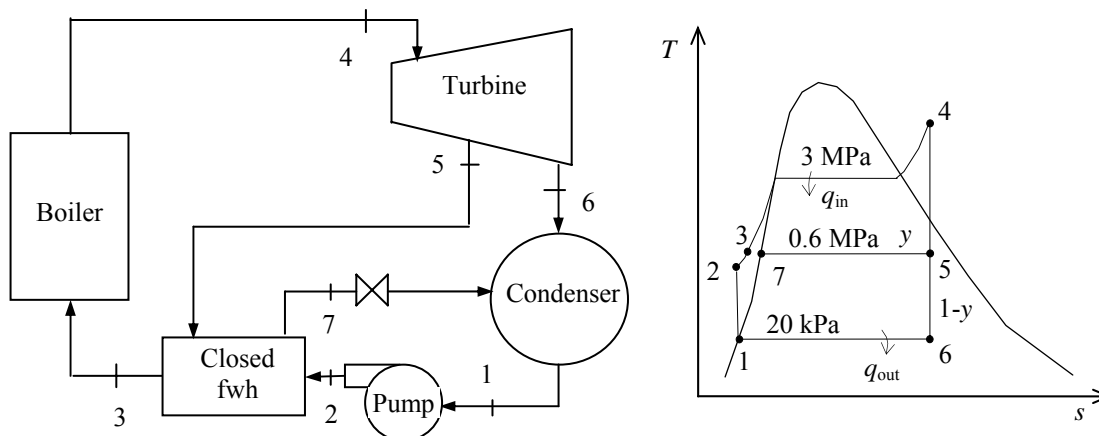 4
Turbine
5
6
Boiler
Condenser
7
Closed
fwh
3
2
Pump
1
T
4
3 MPa
q_in
3
0.6 MPa
y
2
7
5
20 kPa
1-y
1
q_out
6
s